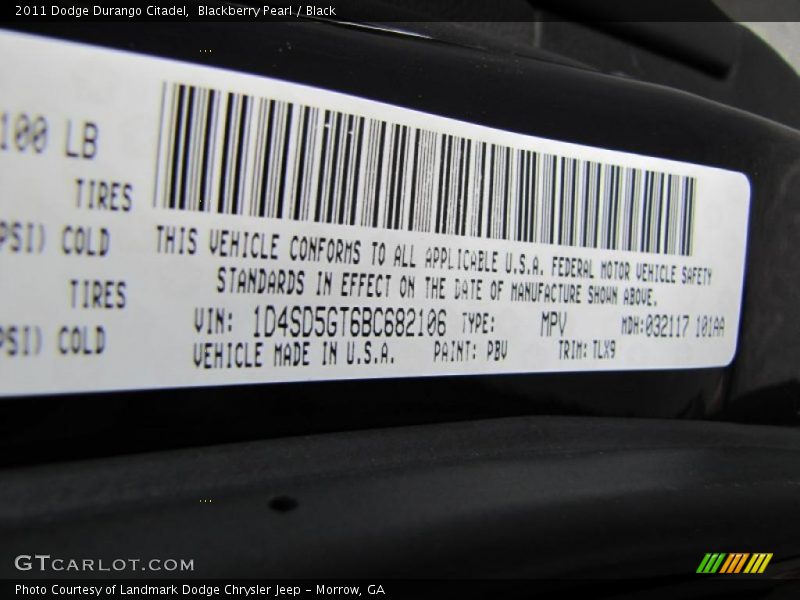 2011 Dodge Durango Citadel, Blackberry Pearl / Black
100 LB
TIRES
PSI) COLD
TIRES
PSI) COLD
THIS VEHICLE CONFORMS TO ALL APPLICABLE U.S.A. FEDERAL MOTOR VEHICLE SAFETY
STANDARDS IN EFFECT ON THE DATE OF MANUFACTURE SHOWN ABOVE.
VIN: 1D4SD5GT6BC682106 TYPE: MPV MDH:032117 101AA
VEHICLE MADE IN U.S.A. PAINT: PBV TRIM: TLX9
GTCARLOT.COM
Photo Courtesy of Landmark Dodge Chrysler Jeep - Morrow, GA